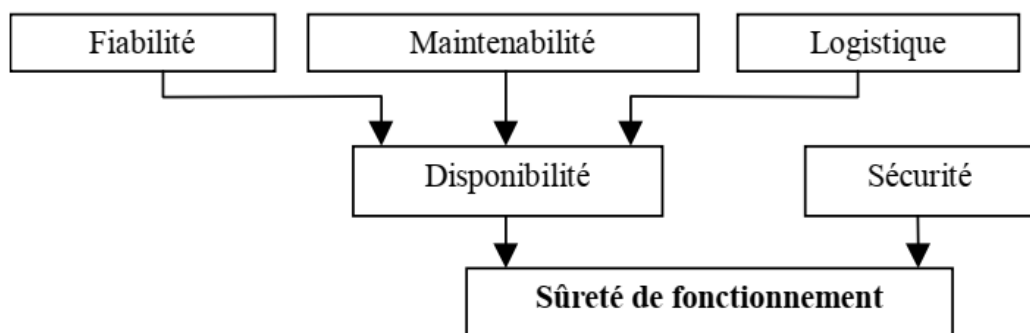 Fiabilité
Maintenabilité
Logistique
Disponibilité
Sécurité
Sûreté de fonctionnement